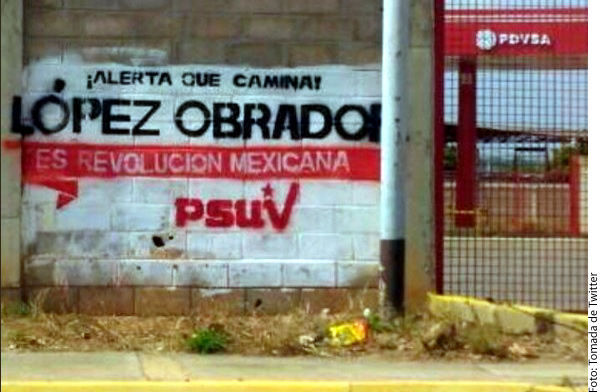 ¡ALERTA QUE CAMINA!
LÓPEZ OBRADOR
ES REVOLUCION MEXICANA
PSUV
PDVSA
Foto: Tomada de Twitter